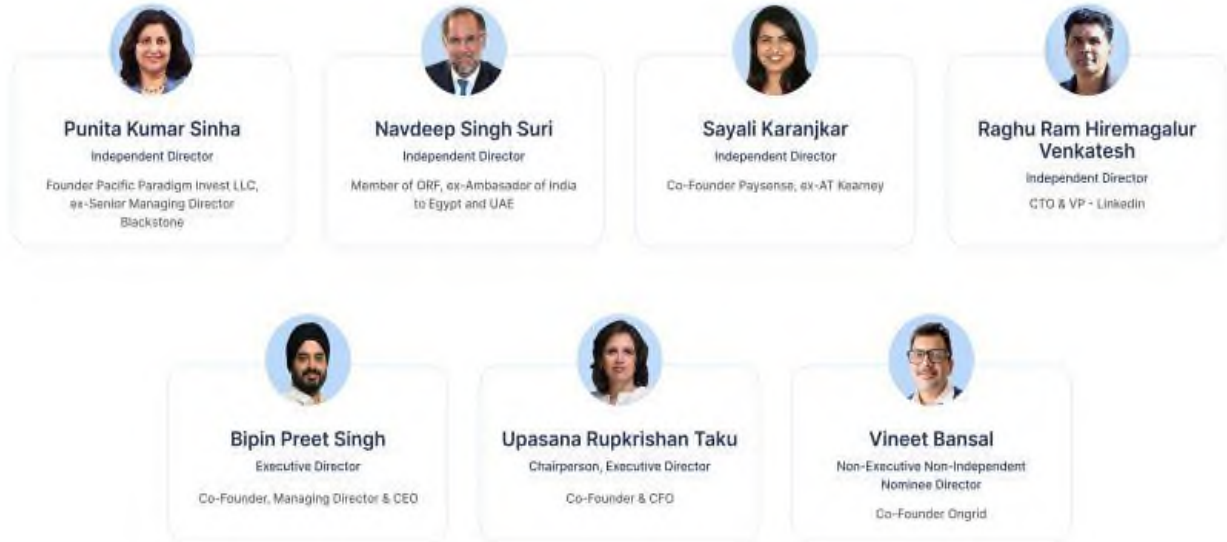 Punita Kumar Sinha
Independent Director
Founder Pacific Paradigm Invest LLC,
ex-Senior Managing Director
Blackstone
Navdeep Singh Suri
Independent Director
Member of ORF, ex-Ambasador of India
to Egypt and UAE
Sayali Karanjkar
Independent Director
Co-Founder Paysense, ex-AT Kearney
Raghu Ram Hiremagalur
Venkatesh
Independent Director
CTO & VP - Linkedin
Bipin Preet Singh
Executive Director
Co-Founder, Managing Director & CEO
Upasana Rupkrishan Taku
Chairperson, Executive Director
Co-Founder & CFO
Vineet Bansal
Non-Executive Non-Independent
Nominee Director
Co-Founder Ongrid